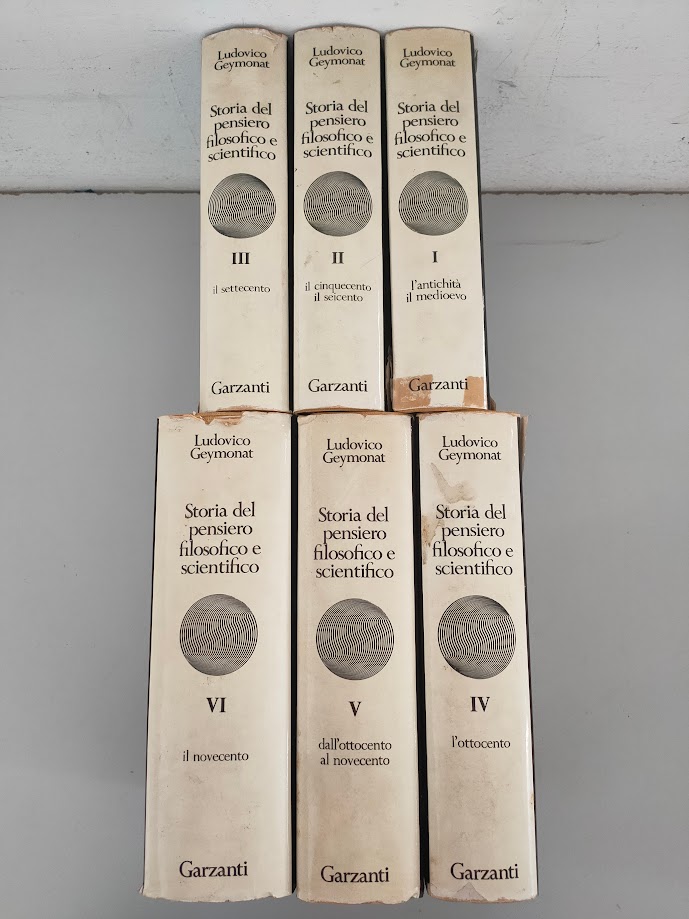 Ludovico
Geymonat
Storia del
pensiero
filosofico e
scientifico
III
il settecento
Garzanti
Ludovico
Geymonat
Storia del
pensiero
filosofico e
scientifico
II
il cinquecento
il seicento
Garzanti
Ludovico
Geymonat
Storia del
pensiero
filosofico e
scientifico
I
l'antichità
il medioevo
Garzanti
Ludovico
Geymonat
Storia del
pensiero
filosofico e
scientifico
VI
il novecento
Garzanti
Ludovico
Geymonat
Storia del
pensiero
filosofico e
scientifico
V
dall'ottocento
al novecento
Garzanti
Ludovico
Geymonat
Storia del
pensiero
filosofico e
scientifico
IV
l'ottocento
Garzanti